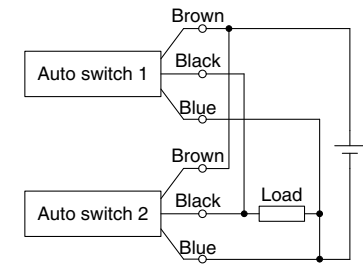 Brown
Auto switch 1
Black
Blue
Brown
Auto switch 2
Black
Load
Blue